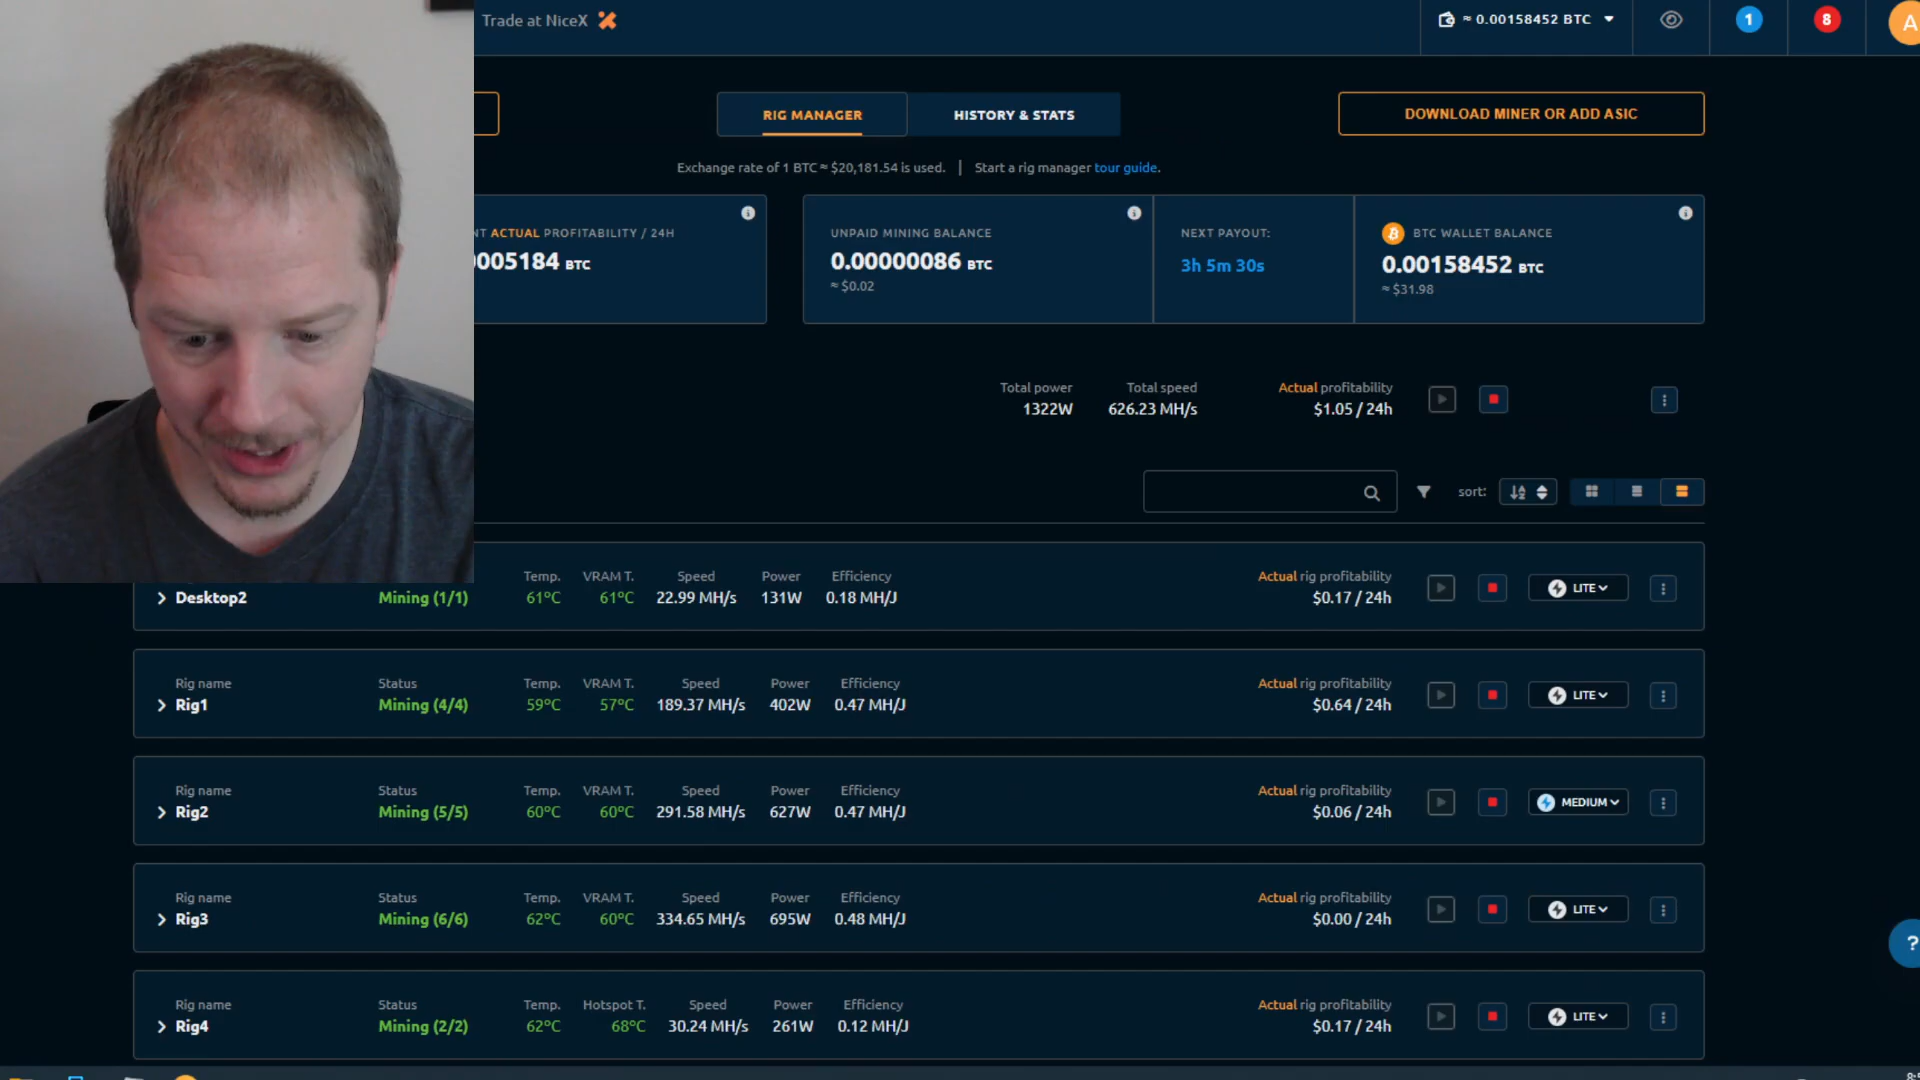 Trade at NiceX
≈ 0.00158452 BTC
1
8
A
RIG MANAGER
HISTORY & STATS
DOWNLOAD MINER OR ADD ASIC
Exchange rate of 1 BTC ≈ $20,181.54 is used. | Start a rig manager tour guide.
NT ACTUAL PROFITABILITY / 24H
005184 BTC
UNPAID MINING BALANCE
0.00000086 BTC
≈ $0.02
NEXT PAYOUT:
3h 5m 30s
BTC WALLET BALANCE
0.00158452 BTC
≈ $31.98
Total power
1322W
Total speed
626.23 MH/s
Actual profitability
$1.05 / 24h
sort:
Temp. VRAM T. Speed Power Efficiency Actual rig profitability
Desktop2 Mining (1/1) 61°C 61°C 22.99 MH/s 131W 0.18 MH/J $0.17 / 24h LITE
Rig name Status Temp. VRAM T. Speed Power Efficiency Actual rig profitability
Rig1 Mining (4/4) 59°C 57°C 189.37 MH/s 402W 0.47 MH/J $0.64 / 24h LITE
Rig name Status Temp. VRAM T. Speed Power Efficiency Actual rig profitability
Rig2 Mining (5/5) 60°C 60°C 291.58 MH/s 627W 0.47 MH/J $0.06 / 24h MEDIUM
Rig name Status Temp. VRAM T. Speed Power Efficiency Actual rig profitability
Rig3 Mining (6/6) 62°C 60°C 334.65 MH/s 695W 0.48 MH/J $0.00 / 24h LITE
?
Rig name Status Temp. Hotspot T. Speed Power Efficiency Actual rig profitability
Rig4 Mining (2/2) 62°C 68°C 30.24 MH/s 261W 0.12 MH/J $0.17 / 24h LITE